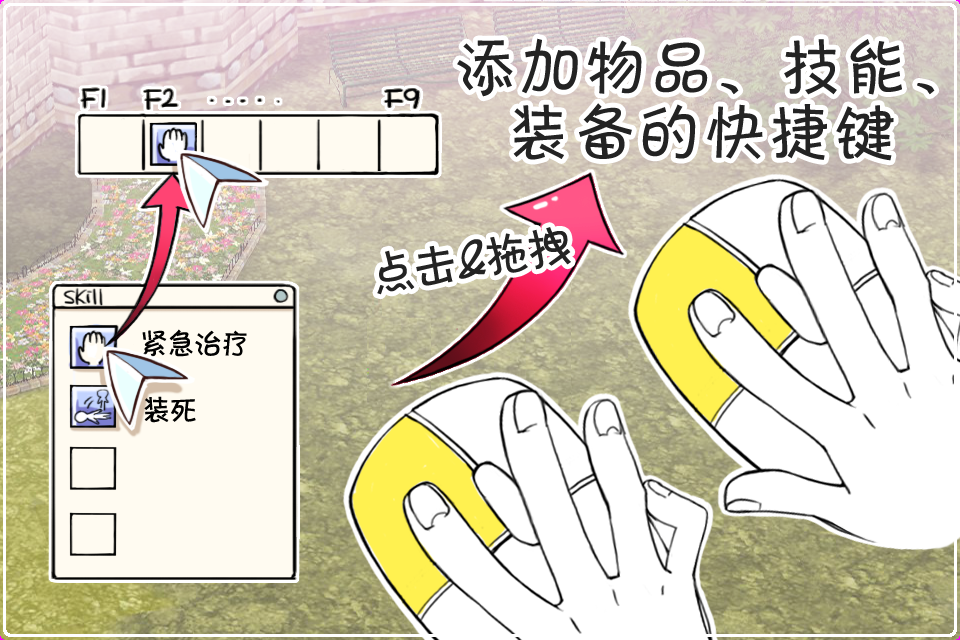 添加物品、技能、
装备的快捷键
F1 F2 ..... F9
点击&拖拽
Skill
紧急治疗
装死